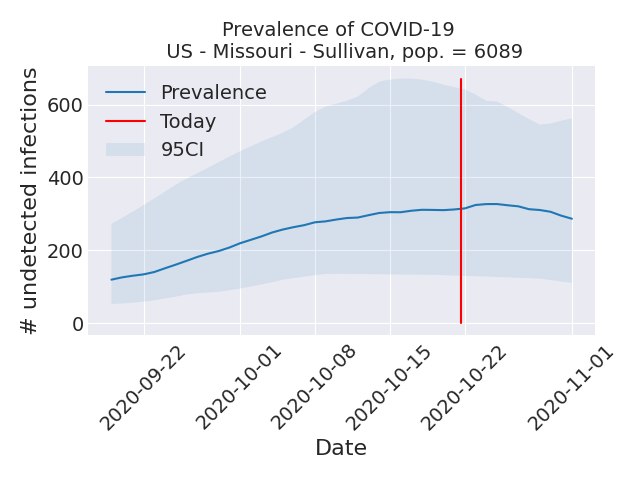 Prevalence of COVID-19
US - Missouri - Sullivan, pop. = 6089
# undetected infections
600
400
200
0
Prevalence
Today
95CI
2020-09-22
2020-10-01
2020-10-08
2020-10-15
2020-10-22
2020-11-01
Date